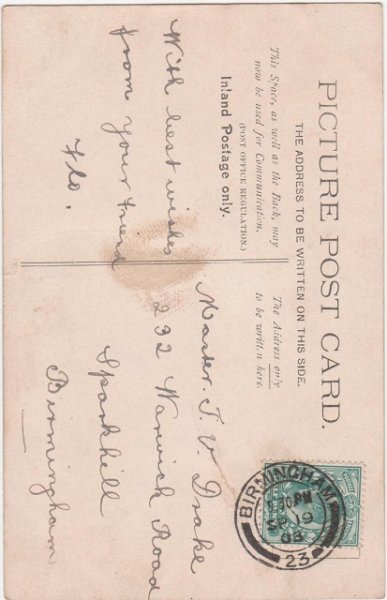 PICTURE POST CARD.
THE ADDRESS TO BE WRITTEN ON THIS SIDE.
This Space, as well as the Back, may
now be used for Communication.
(POST OFFICE REGULATION.)
Inland Postage only.
The Address only
to be written here.
With best wishes
from your friend
Flo.
Master. J. V. Drake
232 Warwick Road
Sparkhill
Birmingham
BIRMINGHAM
30 PM
SP 19
03
23